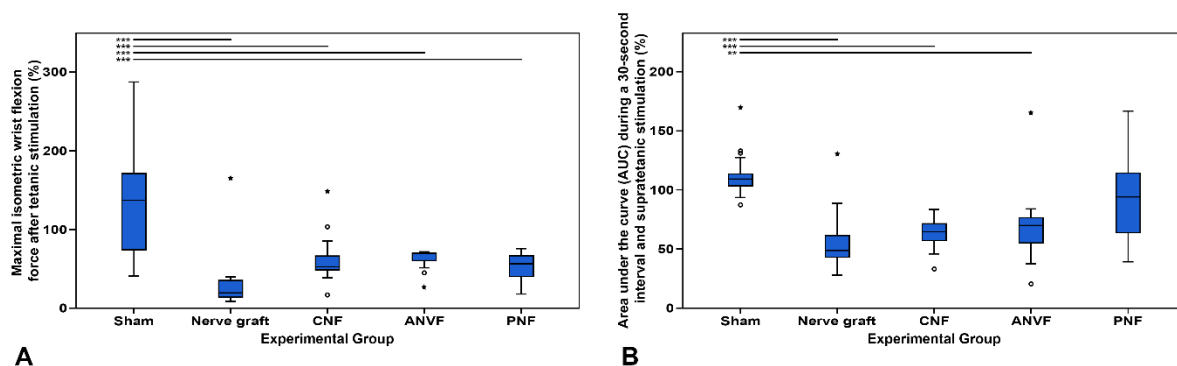 Maximal isometric wrist flexion
force after tetanic stimulation (%)
300
200
100
0
***
***
***
***
Sham
Nerve graft
CNF
ANVF
PNF
Experimental Group
A
Area under the curve (AUC) during a 30-second
interval and supratetanic stimulation (%)
200
150
100
50
0
***
***
**
Sham
Nerve graft
CNF
ANVF
PNF
Experimental Group
B